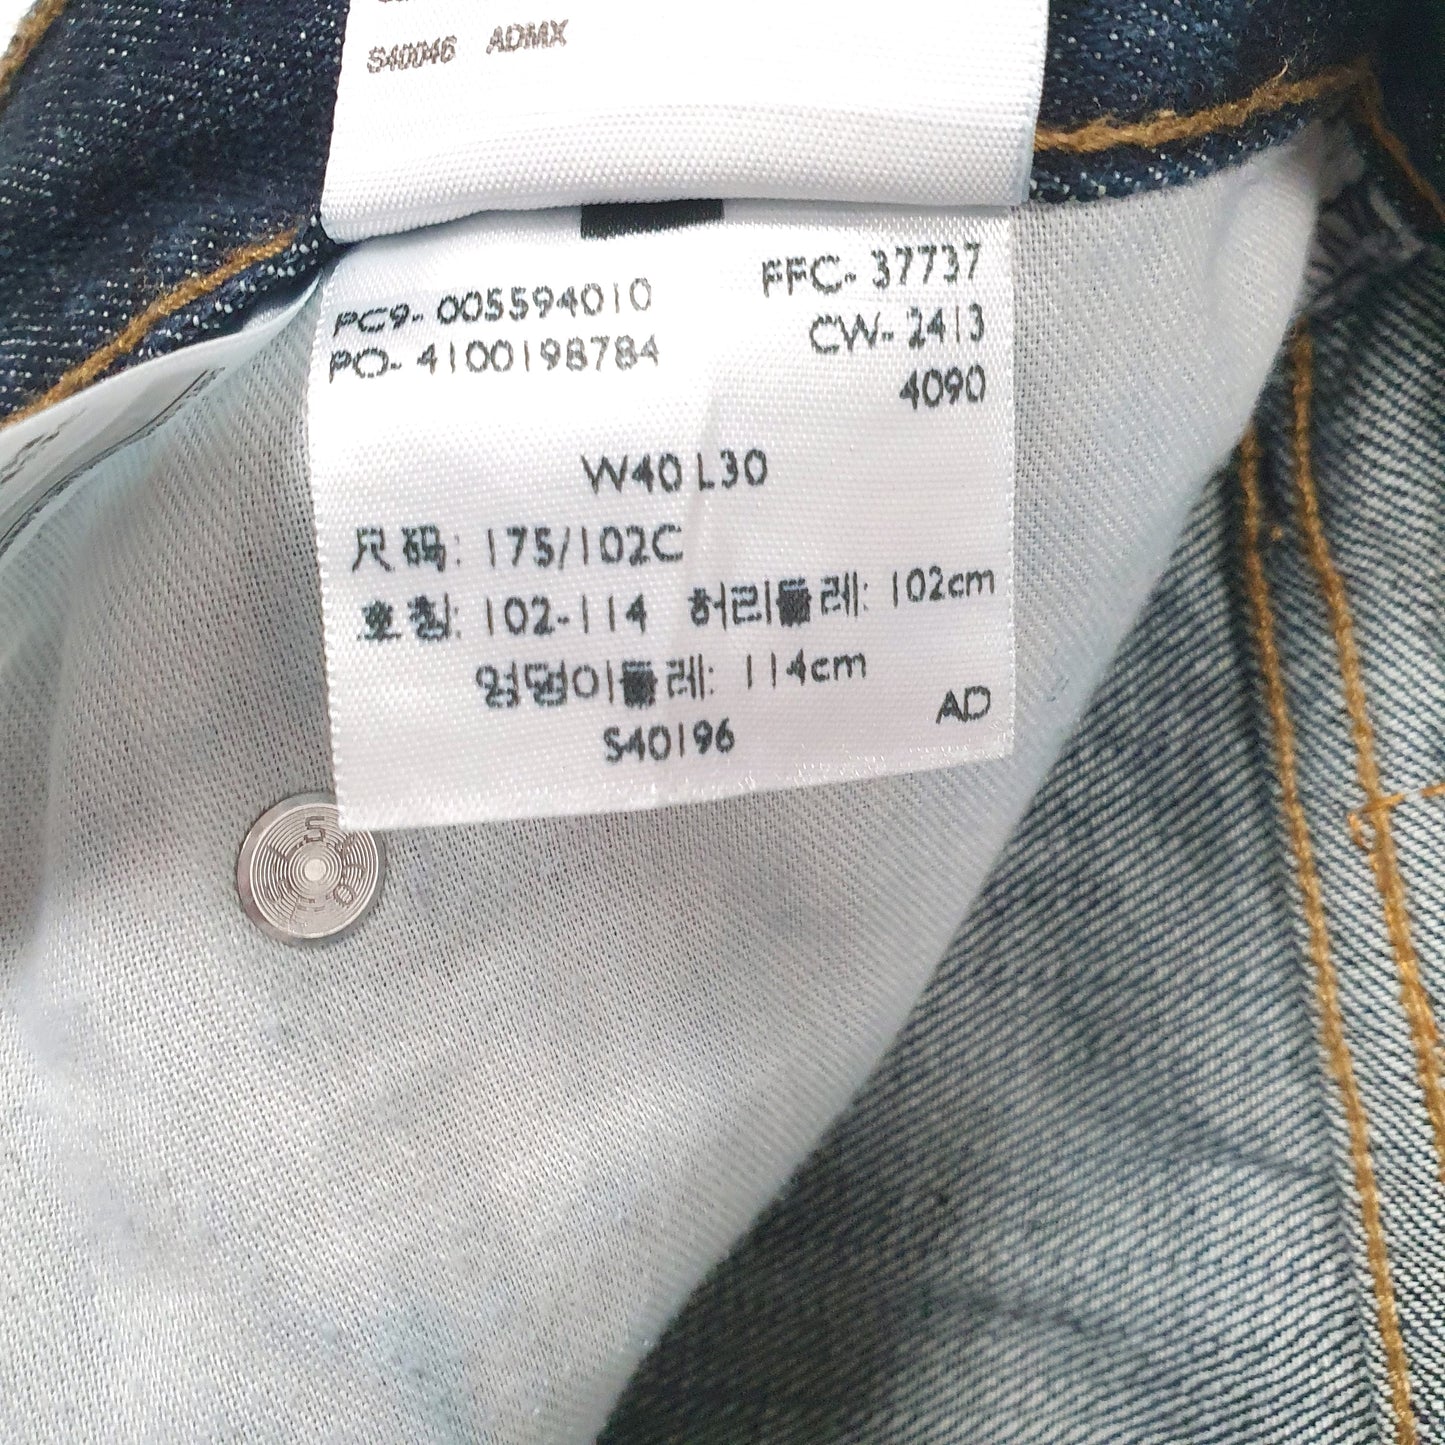 S40046 ADMX
PC9- 005594010 FFC- 37737
PO- 4100198784 CW- 2413
4090
W40 L30
尺码: 175/102C
호칭: 102-114 허리둘레: 102cm
엉덩이둘레: 114cm
S40196 AD